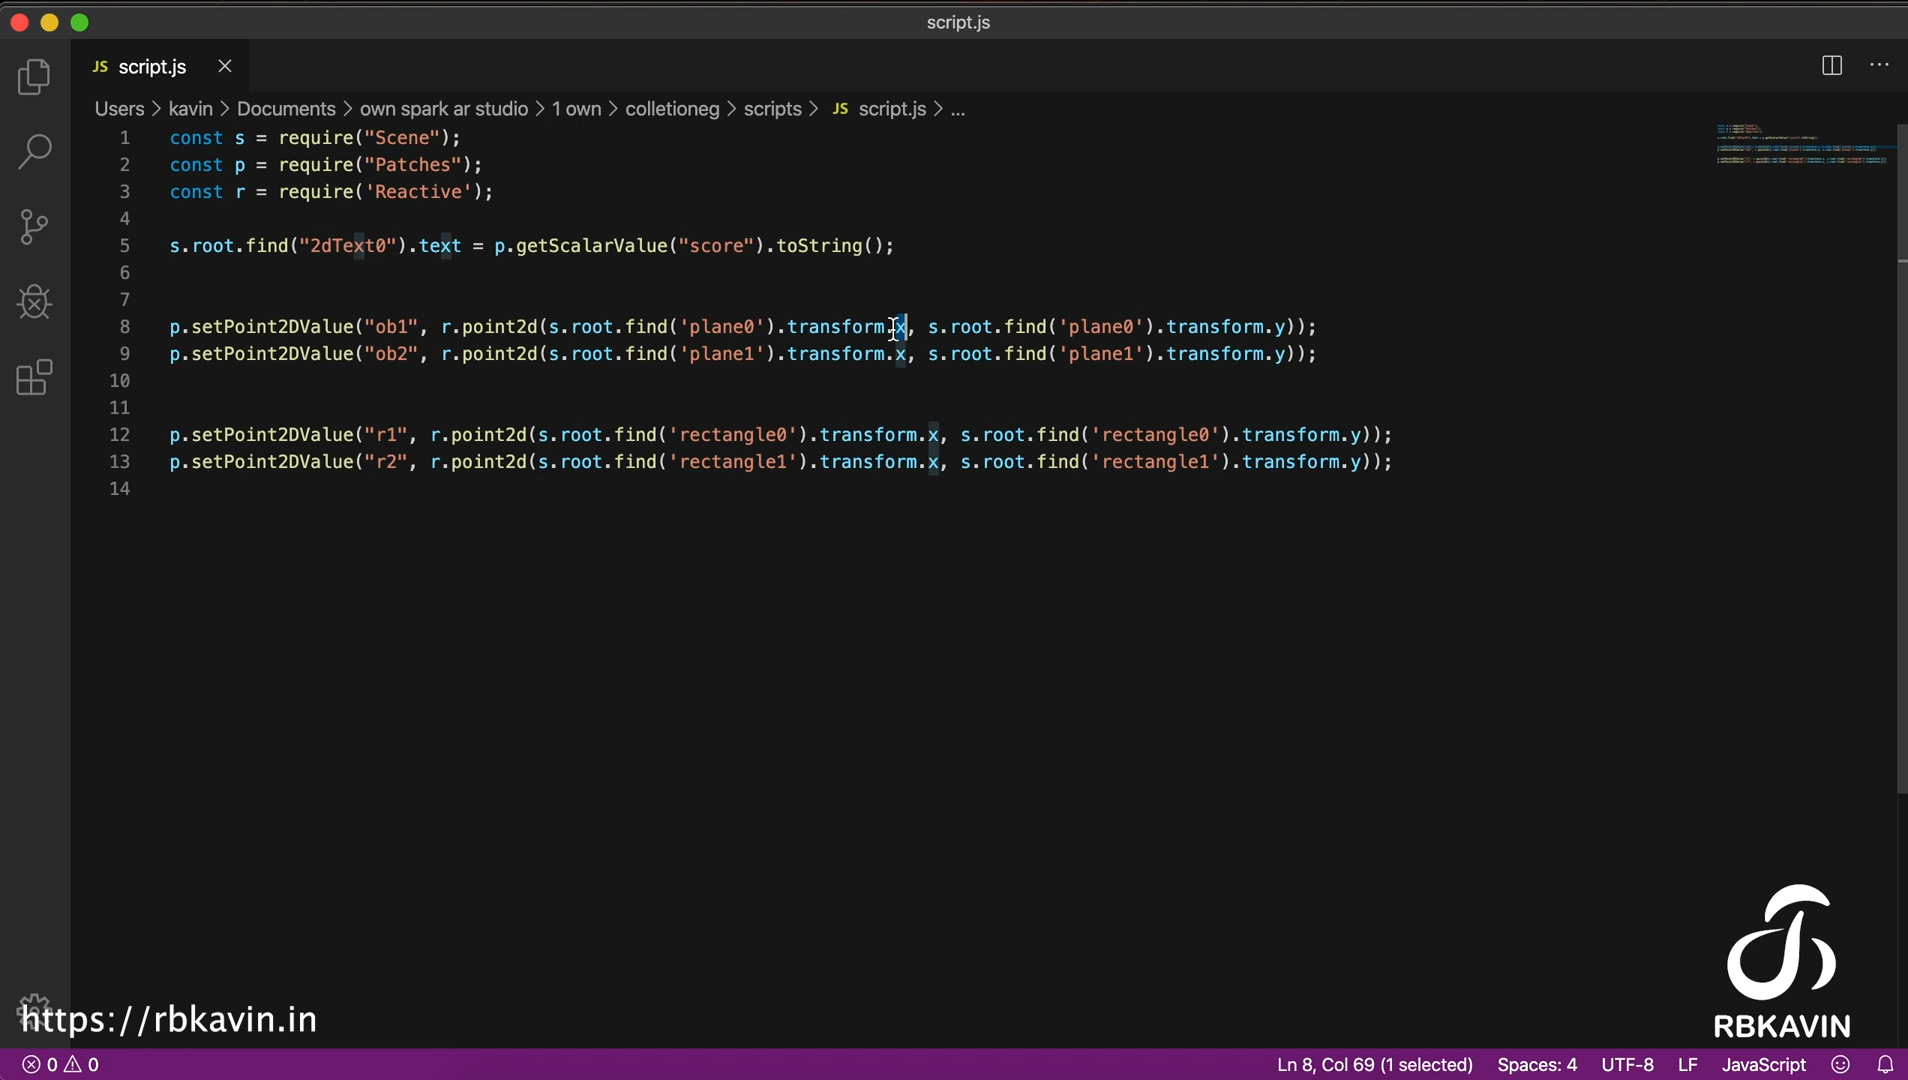 script.js
JS script.js
Users > kavin > Documents > own spark ar studio > 1 own > colletioneg > scripts > JS script.js > ...
1 const s = require("Scene");
2 const p = require("Patches");
3 const r = require('Reactive');
4
5 s.root.find("2dText0").text = p.getScalarValue("score").toString();
6
7
8 p.setPoint2DValue("ob1", r.point2d(s.root.find('plane0').transform.x, s.root.find('plane0').transform.y));
9 p.setPoint2DValue("ob2", r.point2d(s.root.find('plane1').transform.x, s.root.find('plane1').transform.y));
10
11
12 p.setPoint2DValue("r1", r.point2d(s.root.find('rectangle0').transform.x, s.root.find('rectangle0').transform.y));
13 p.setPoint2DValue("r2", r.point2d(s.root.find('rectangle1').transform.x, s.root.find('rectangle1').transform.y));
14
https://rbkavin.in
RBKAVIN
0 0 Ln 8, Col 69 (1 selected) Spaces: 4 UTF-8 LF JavaScript